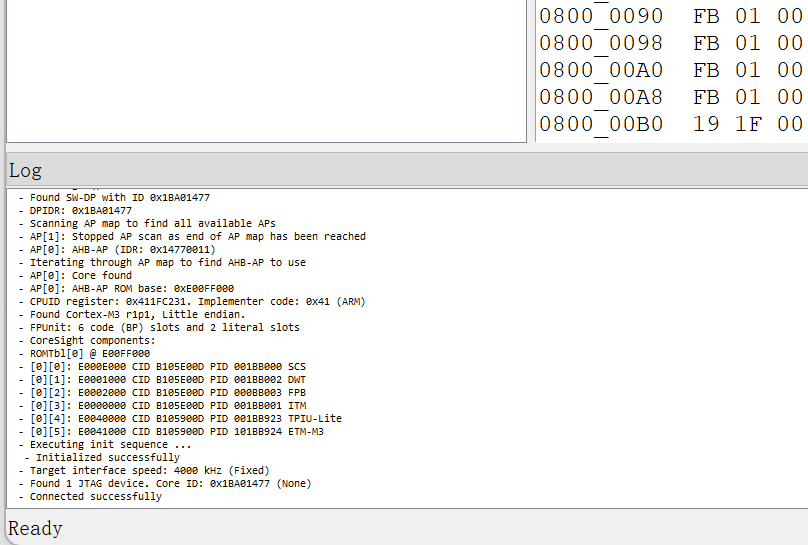 0800_0090 FB 01 00
0800_0098 FB 01 00
0800_00A0 FB 01 00
0800_00A8 FB 01 00
0800_00B0 19 1F 00
Log
- Found SW-DP with ID 0x1BA01477
- DPIDR: 0x1BA01477
- Scanning AP map to find all available APs
- AP[1]: Stopped AP scan as end of AP map has been reached
- AP[0]: AHB-AP (IDR: 0x14770011)
- Iterating through AP map to find AHB-AP to use
- AP[0]: Core found
- AP[0]: AHB-AP ROM base: 0xE00FF000
- CPUID register: 0x411FC231. Implementer code: 0x41 (ARM)
- Found Cortex-M3 r1p1, Little endian.
- FPUnit: 6 code (BP) slots and 2 literal slots
- CoreSight components:
- ROMTbl[0] @ E00FF000
- [0][0]: E000E000 CID B105E00D PID 001BB000 SCS
- [0][1]: E0001000 CID B105E00D PID 001BB002 DWT
- [0][2]: E0002000 CID B105E00D PID 000BB003 FPB
- [0][3]: E0000000 CID B105E00D PID 001BB001 ITM
- [0][4]: E0040000 CID B105900D PID 001BB923 TPIU-Lite
- [0][5]: E0041000 CID B105900D PID 101BB924 ETM-M3
- Executing init sequence ...
- Initialized successfully
- Target interface speed: 4000 kHz (Fixed)
- Found 1 JTAG device. Core ID: 0x1BA01477 (None)
- Connected successfully
Ready